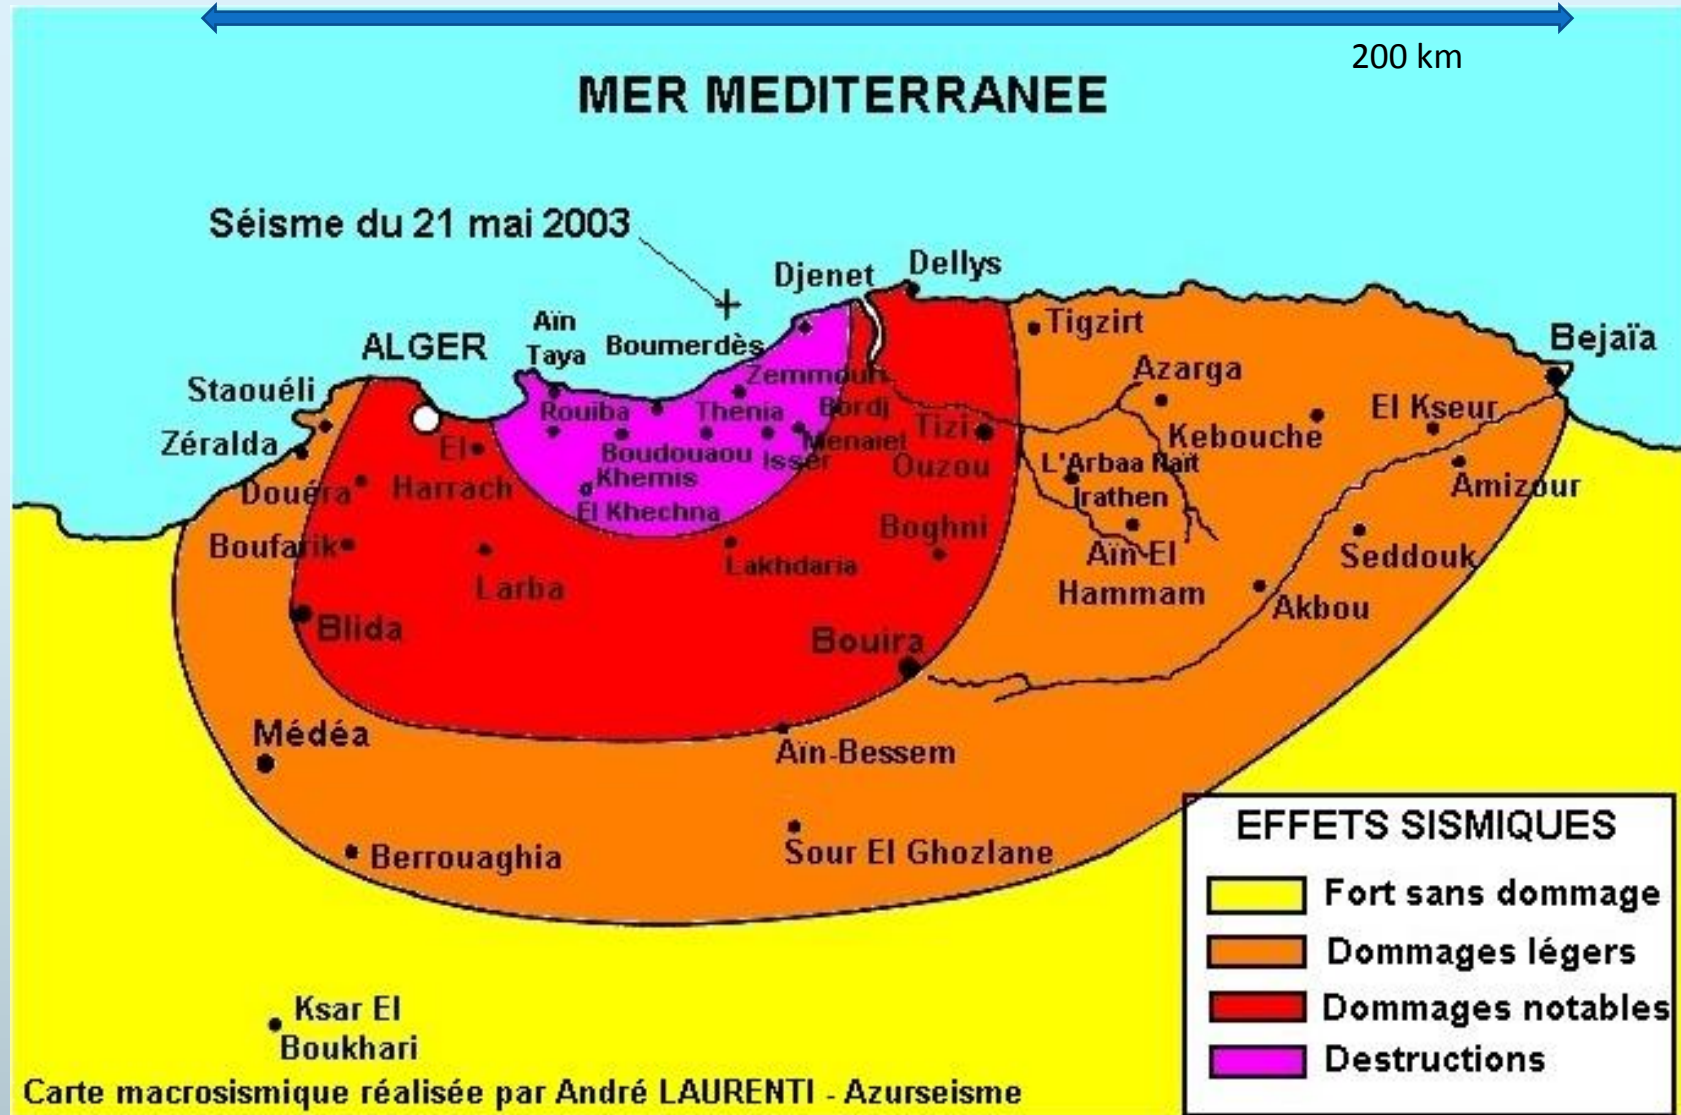 200 km
MER MEDITERRANEE
Séisme du 21 mai 2003
Djenet
Dellys
Aïn
Taya
Boumerdès
ALGER
Tigzirt
Bejaïa
Staouéli
Zemmouri
Azarga
Rouïba
Thenia
Bordj
Menaiel
El Kseur
Zéralda
El
Harrach
Boudouaou
Isser
Tizi
Ouzou
Kebouche
L'Arbaa Naït
Irathen
Douéra
Khemis
El Khechna
Amizour
Boufarik
Boghni
Aïn-El
Hammam
Seddouk
Larba
Lakhdaria
Akbou
Blida
Bouira
Médéa
Aïn-Bessem
Berrouaghia
Sour El Ghozlane
EFFETS SISMIQUES
Fort sans dommage
Dommages légers
Dommages notables
Destructions
Ksar El
Boukhari
Carte macrosismique réalisée par André LAURENTI - Azurseisme